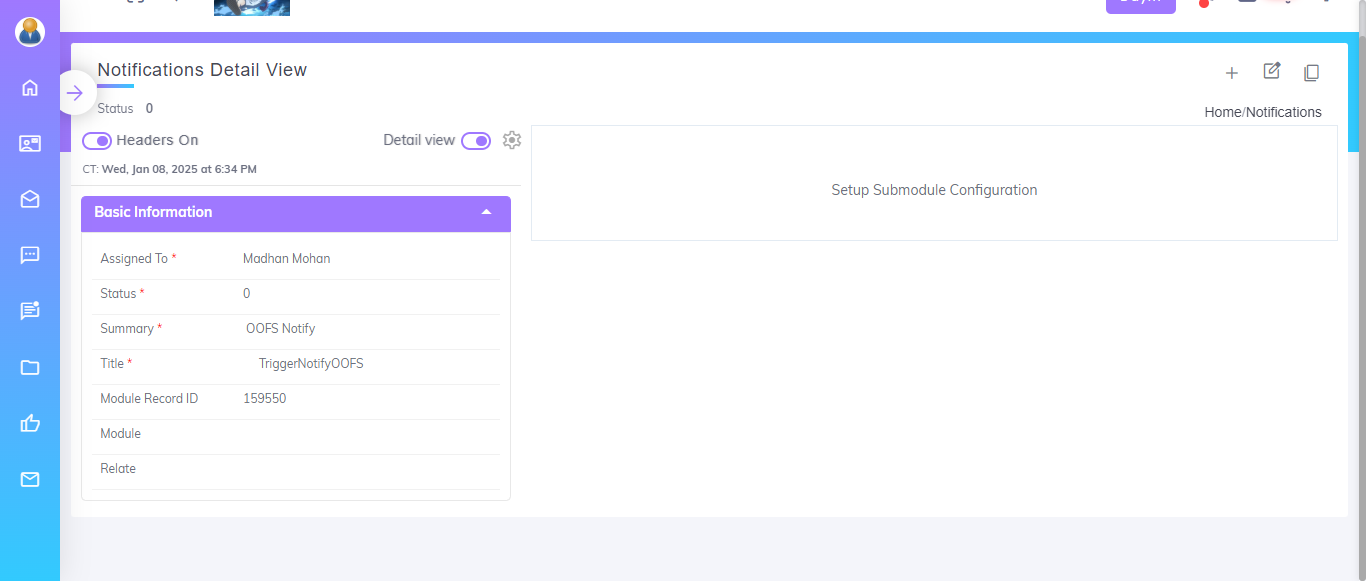 Notifications Detail View
Status 0
Home/Notifications
Headers On
Detail view
CT: Wed, Jan 08, 2025 at 6:34 PM
Setup Submodule Configuration
Basic Information
Assigned To * Madhan Mohan
Status * 0
Summary * OOFS Notify
Title * TriggerNotifyOOFS
Module Record ID 159550
Module
Relate